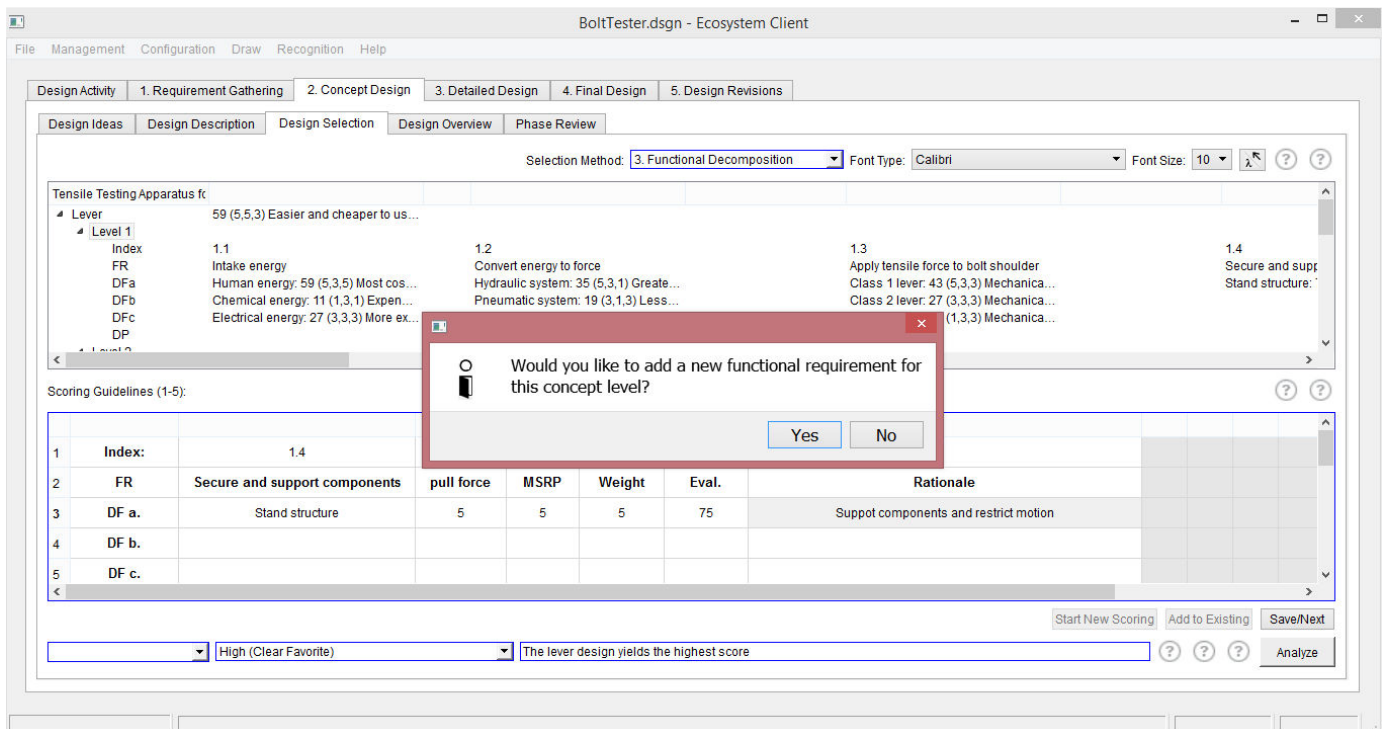 BoltTester.dsgn - Ecosystem Client
File Management Configuration Draw Recognition Help
Design Activity 1. Requirement Gathering 2. Concept Design 3. Detailed Design 4. Final Design 5. Design Revisions
Design Ideas Design Description Design Selection Design Overview Phase Review
Selection Method: 3. Functional Decomposition Font Type: Calibri Font Size: 10 λ ? ?
Tensile Testing Apparatus fc
Lever 59 (5,5,3) Easier and cheaper to us...
Level 1
Index 1.1 1.2 1.3 1.4
FR Intake energy Convert energy to force Apply tensile force to bolt shoulder Secure and supp
DFa Human energy: 59 (5,3,5) Most cos... Hydraulic system: 35 (5,3,1) Greate... Class 1 lever: 43 (5,3,3) Mechanica... Stand structure:
DFb Chemical energy: 11 (1,3,1) Expen... Pneumatic system: 19 (3,1,3) Less... Class 2 lever: 27 (3,3,3) Mechanica...
DFc Electrical energy: 27 (3,3,3) More ex... (1,3,3) Mechanica...
DP
Would you like to add a new functional requirement for
this concept level?
Yes No
Scoring Guidelines (1-5): ? ?
1 Index: 1.4
2 FR Secure and support components pull force MSRP Weight Eval. Rationale
3 DF a. Stand structure 5 5 5 75 Suppot components and restrict motion
4 DF b.
5 DF c.
Start New Scoring Add to Existing Save/Next
High (Clear Favorite) The lever design yields the highest score ? ? ? Analyze